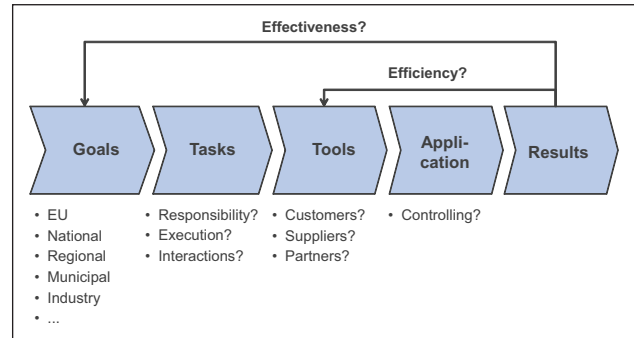 Effectiveness?
Efficiency?
Goals
Tasks
Tools
Appli-
cation
Results
• EU
• National
• Regional
• Municipal
• Industry
• ...
• Responsibility?
• Execution?
• Interactions?
• Customers?
• Suppliers?
• Partners?
• Controlling?